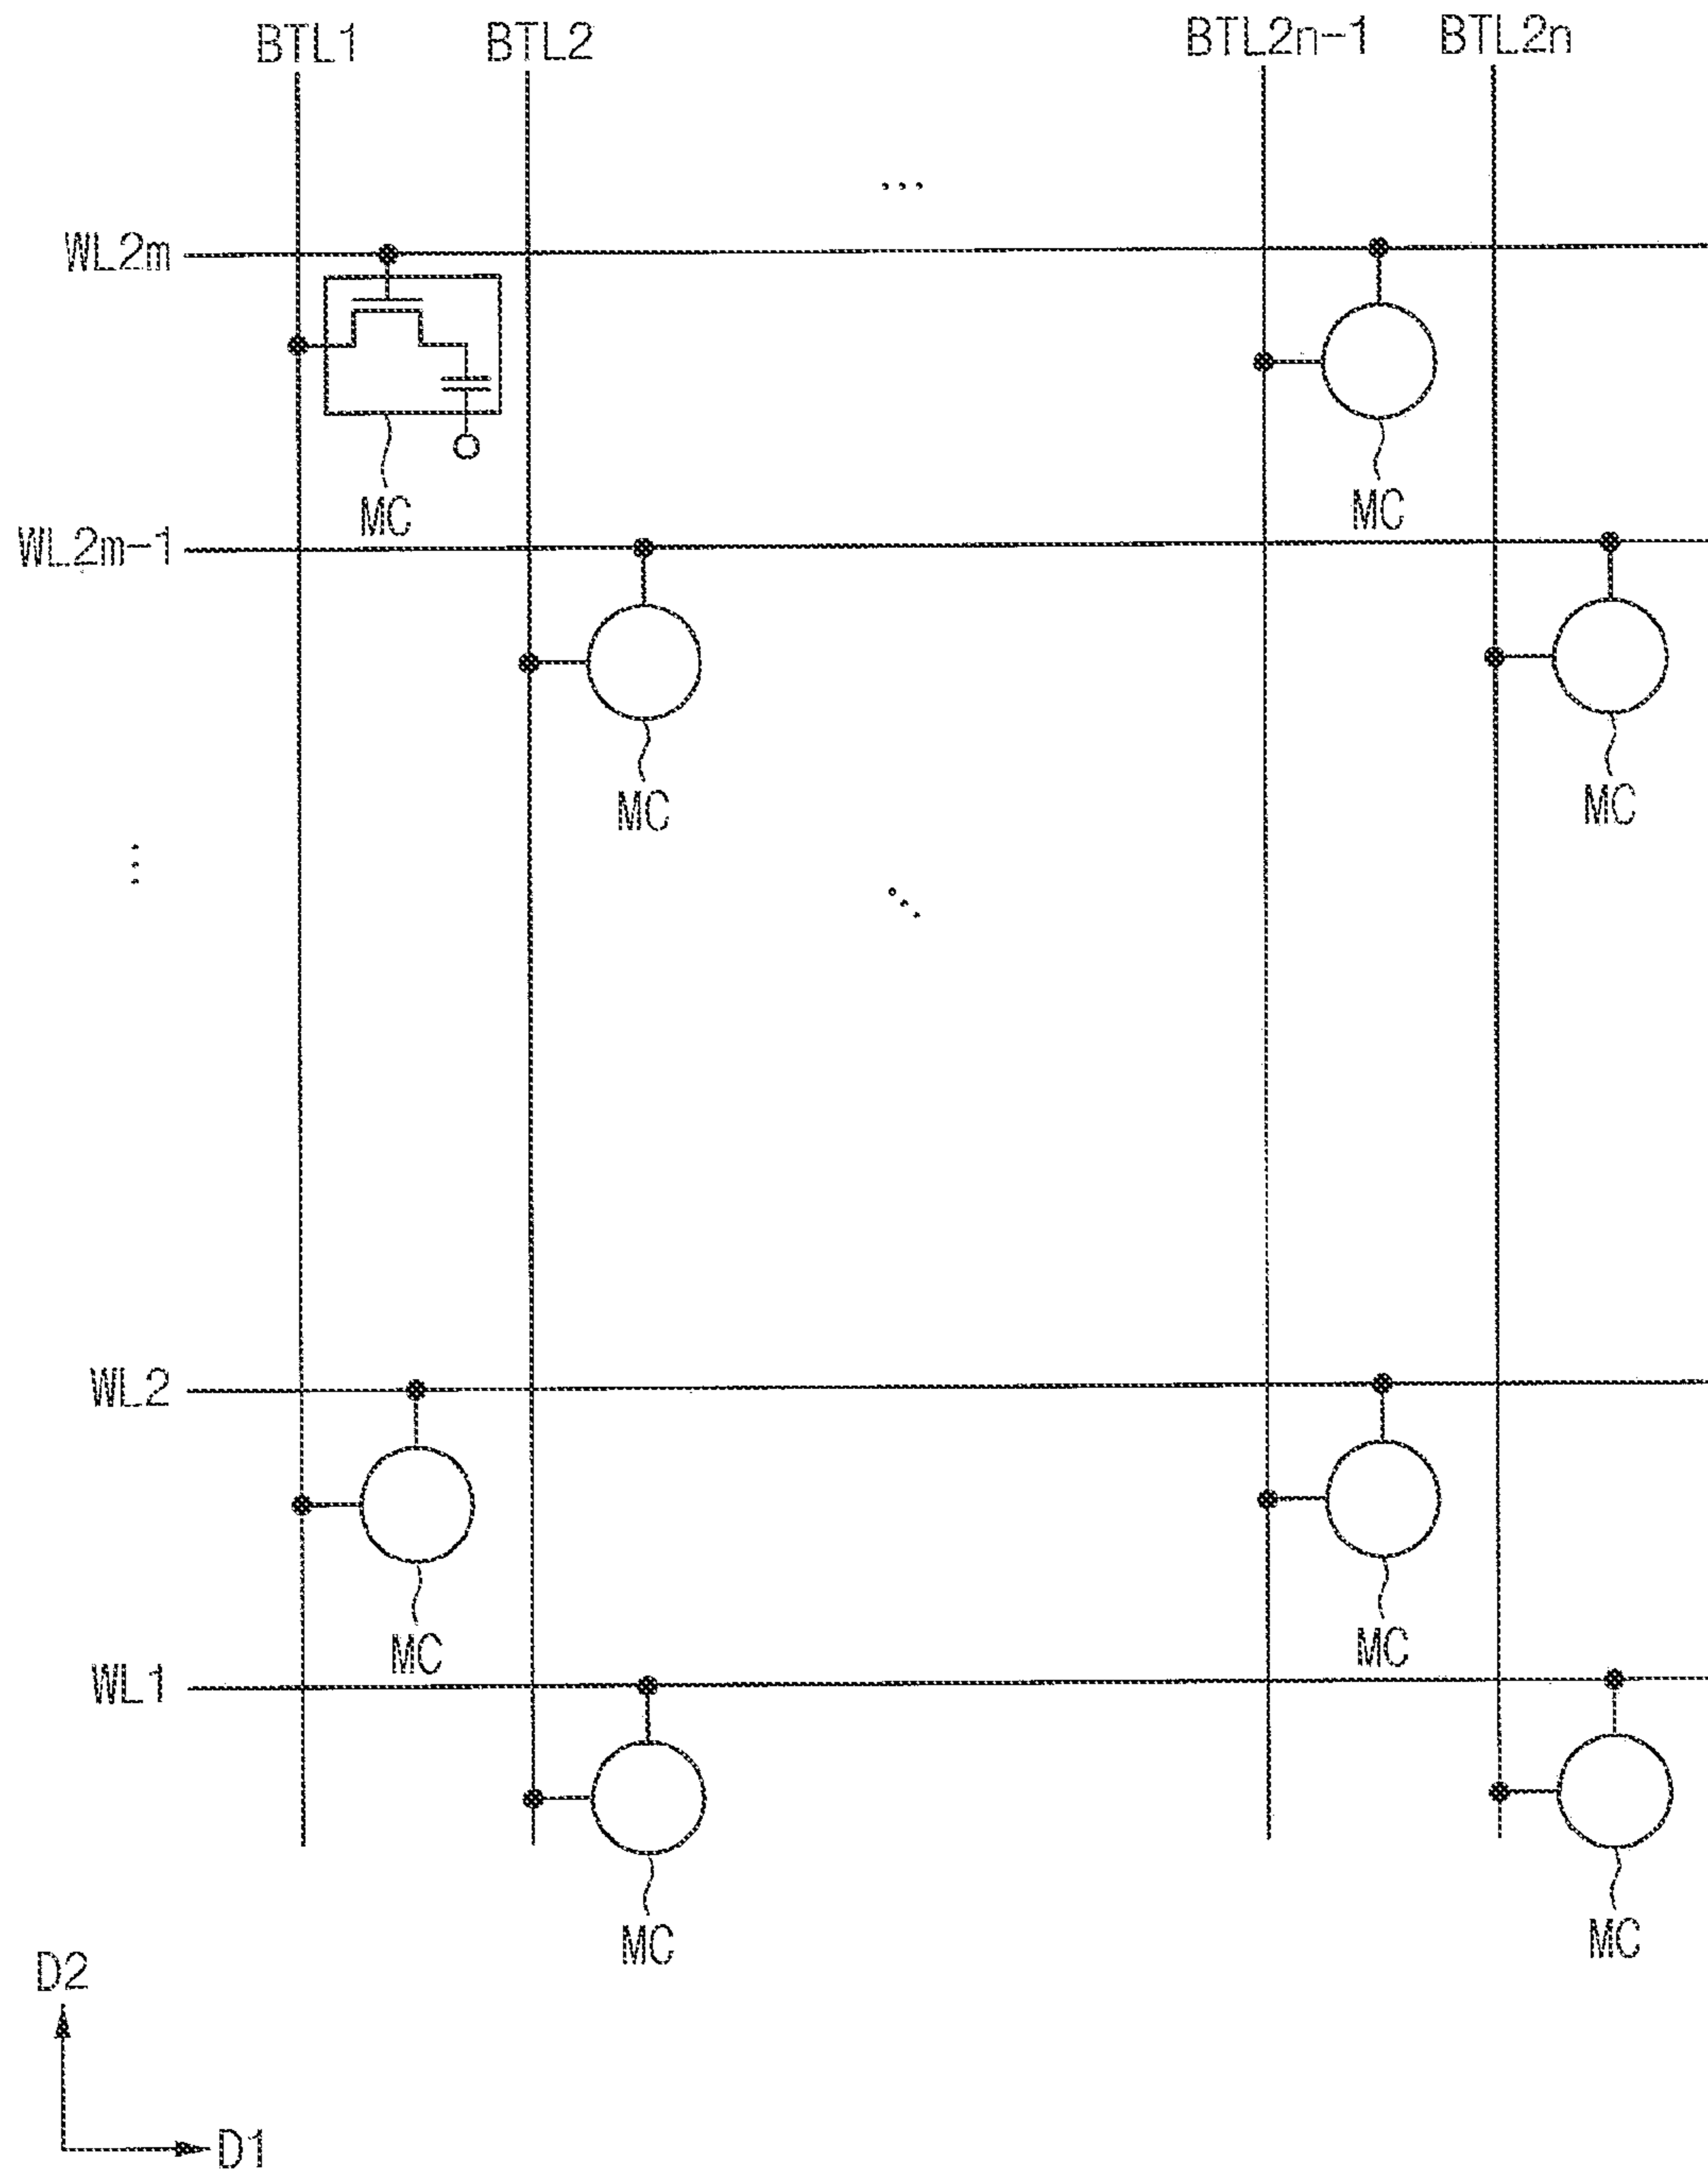 BTL1 BTL2 BTL2n-1 BTL2n
...
WL2m
MC MC
WL2m-1
MC MC
WL2
MC MC
WL1
MC MC
D2
D1